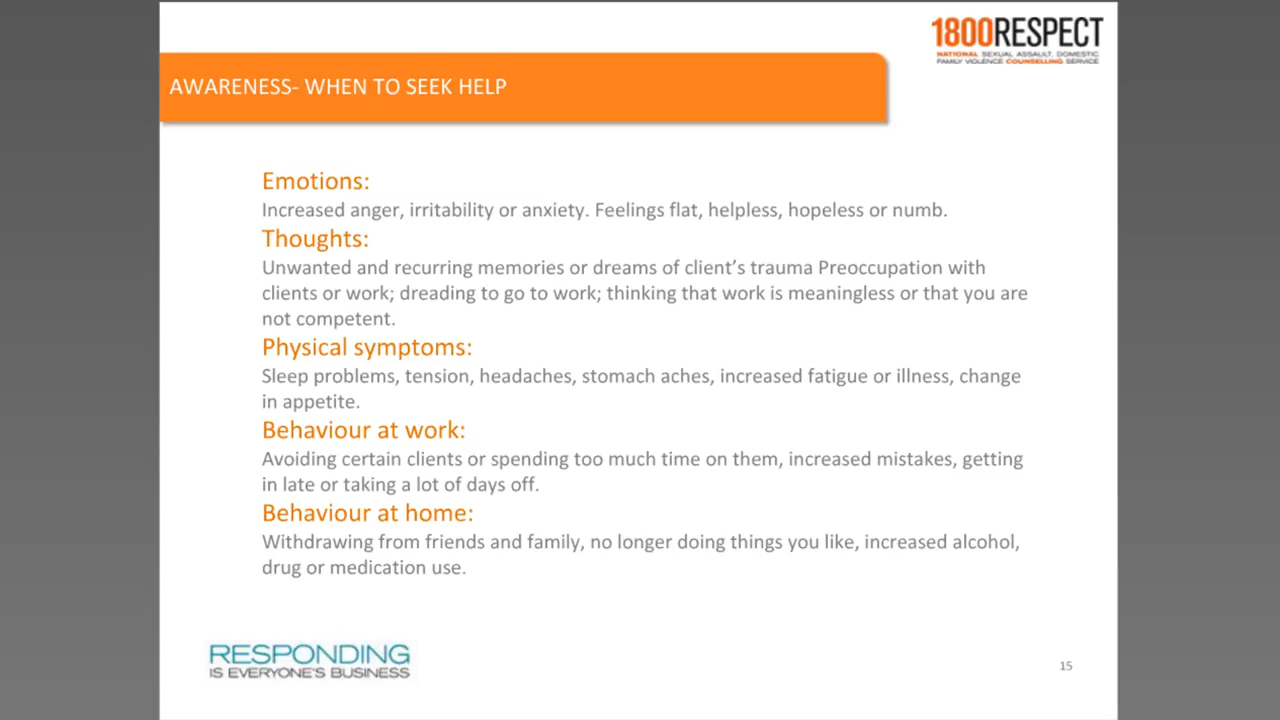 1800RESPECT
NATIONAL SEXUAL ASSAULT, DOMESTIC
FAMILY VIOLENCE COUNSELLING SERVICE
AWARENESS- WHEN TO SEEK HELP
Emotions:
Increased anger, irritability or anxiety. Feelings flat, helpless, hopeless or numb.
Thoughts:
Unwanted and recurring memories or dreams of client’s trauma Preoccupation with
clients or work; dreading to go to work; thinking that work is meaningless or that you are
not competent.
Physical symptoms:
Sleep problems, tension, headaches, stomach aches, increased fatigue or illness, change
in appetite.
Behaviour at work:
Avoiding certain clients or spending too much time on them, increased mistakes, getting
in late or taking a lot of days off.
Behaviour at home:
Withdrawing from friends and family, no longer doing things you like, increased alcohol,
drug or medication use.
RESPONDING
IS EVERYONE'S BUSINESS
15